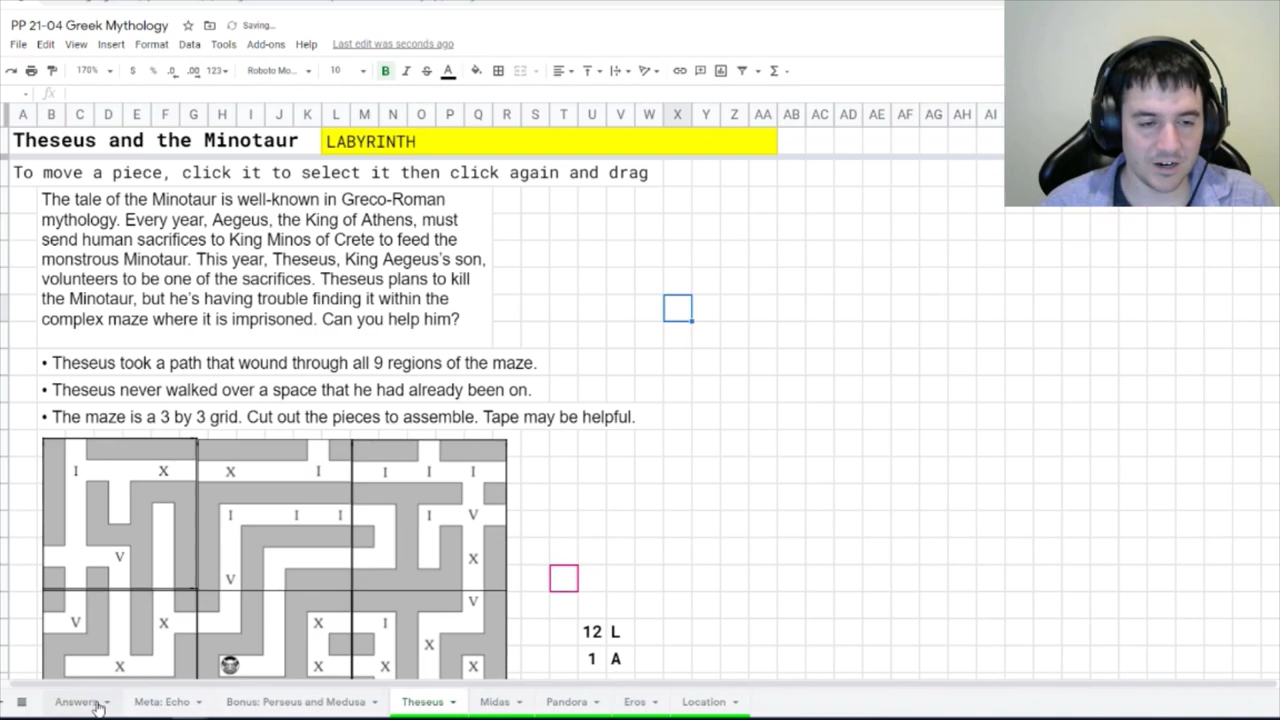 PP 21-04 Greek Mythology Saving...
File Edit View Insert Format Data Tools Add-ons Help Last edit was seconds ago
170% $ % .0 .00 123 Roboto Mo... 10 B I S A
fx
A B C D E F G H I J K L M N O P Q R S T U V W X Y Z AA AB AC AD AE AF AG AH AI
Theseus and the Minotaur LABYRINTH
To move a piece, click it to select it then click again and drag
The tale of the Minotaur is well-known in Greco-Roman
mythology. Every year, Aegeus, the King of Athens, must
send human sacrifices to King Minos of Crete to feed the
monstrous Minotaur. This year, Theseus, King Aegeus's son,
volunteers to be one of the sacrifices. Theseus plans to kill
the Minotaur, but he's having trouble finding it within the
complex maze where it is imprisoned. Can you help him?
• Theseus took a path that wound through all 9 regions of the maze.
• Theseus never walked over a space that he had already been on.
• The maze is a 3 by 3 grid. Cut out the pieces to assemble. Tape may be helpful.
I X X I I I I
I I I I V
V X
V
V
V X X I
X
12 L
X X X X
1 A
Answers Meta: Echo Bonus: Perseus and Medusa Theseus Midas Pandora Eros Location